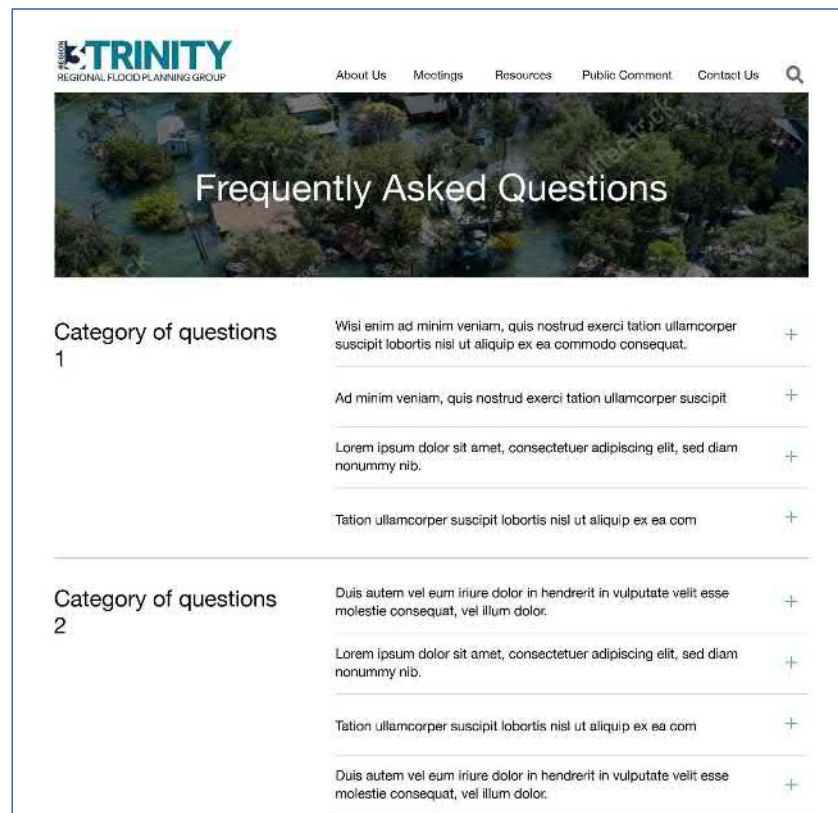 REGION 3 TRINITY
REGIONAL FLOOD PLANNING GROUP
About Us Meetings Resources Public Comment Contact Us
Frequently Asked Questions
Category of questions
1
Wisi enim ad minim veniam, quis nostrud exerci tation ullamcorper
suscipit lobortis nisl ut aliquip ex ea commodo consequat.
Ad minim veniam, quis nostrud exerci tation ullamcorper suscipit
Lorem ipsum dolor sit amet, consectetuer adipiscing elit, sed diam
nonummy nib.
Tation ullamcorper suscipit lobortis nisl ut aliquip ex ea com
Category of questions
2
Duis autem vel eum iriure dolor in hendrerit in vulputate velit esse
molestie consequat, vel illum dolor.
Lorem ipsum dolor sit amet, consectetuer adipiscing elit, sed diam
nonummy nib.
Tation ullamcorper suscipit lobortis nisl ut aliquip ex ea com
Duis autem vel eum iriure dolor in hendrerit in vulputate velit esse
molestie consequat, vel illum dolor.